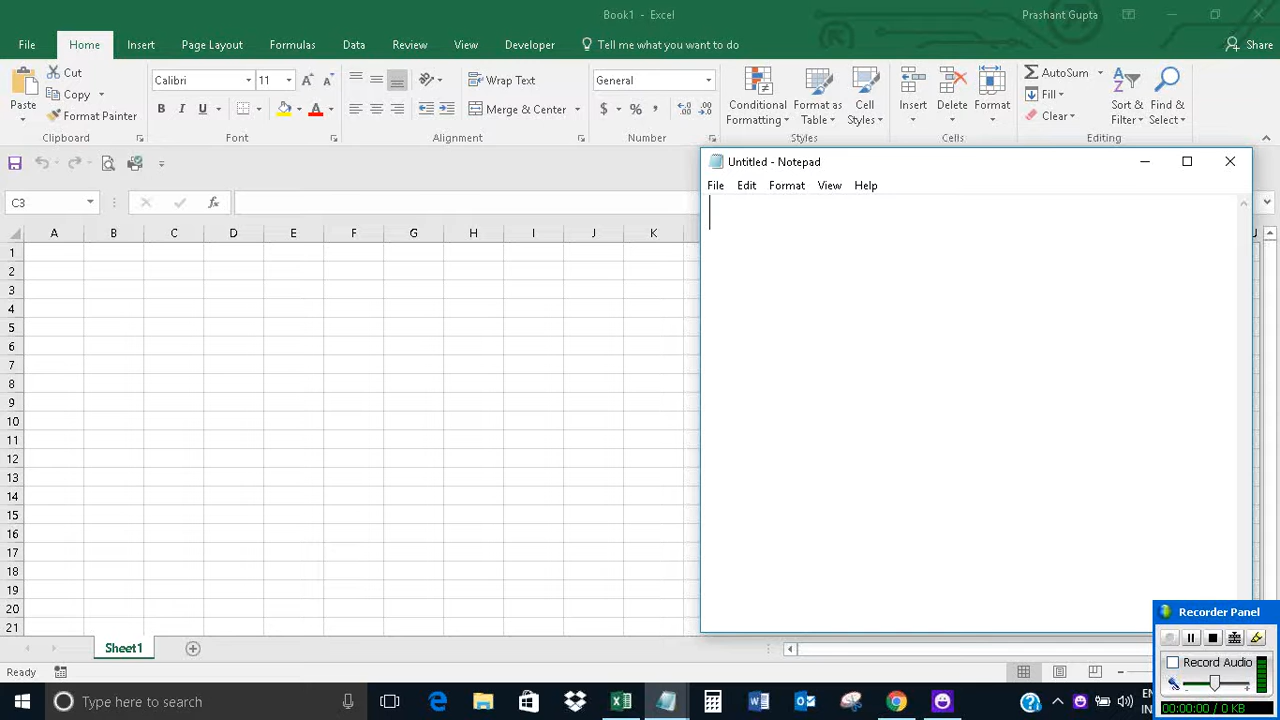 Book1 - Excel
Prashant Gupta
File Home Insert Page Layout Formulas Data Review View Developer Tell me what you want to do
Share
Paste
Cut
Copy
Format Painter
Clipboard
Calibri 11
B I U A
Font
Wrap Text
Merge & Center
Alignment
General
$ % ,
Number
Conditional Formatting
Format as Table
Cell Styles
Styles
Insert
Delete
Format
Cells
AutoSum
Fill
Clear
Sort & Filter
Find & Select
Editing
C3
fx
A B C D E F G H I J K
1
2
3
4
5
6
7
8
9
10
11
12
13
14
15
16
17
18
19
20
21
Untitled - Notepad
File Edit Format View Help
Sheet1
Ready
Recorder Panel
Record Audio
00:00:00 / 0 KB
Type here to search